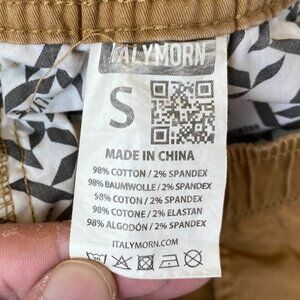 ITALYMORN
S
MADE IN CHINA
98% COTTON / 2% SPANDEX
98% BAUMWOLLE / 2% SPANDEX
58% COTON / 2% SPANDEX
98% COTONE / 2% ELASTAN
98% ALGODÓN / 2% SPANDEX
ITALYMORN.COM